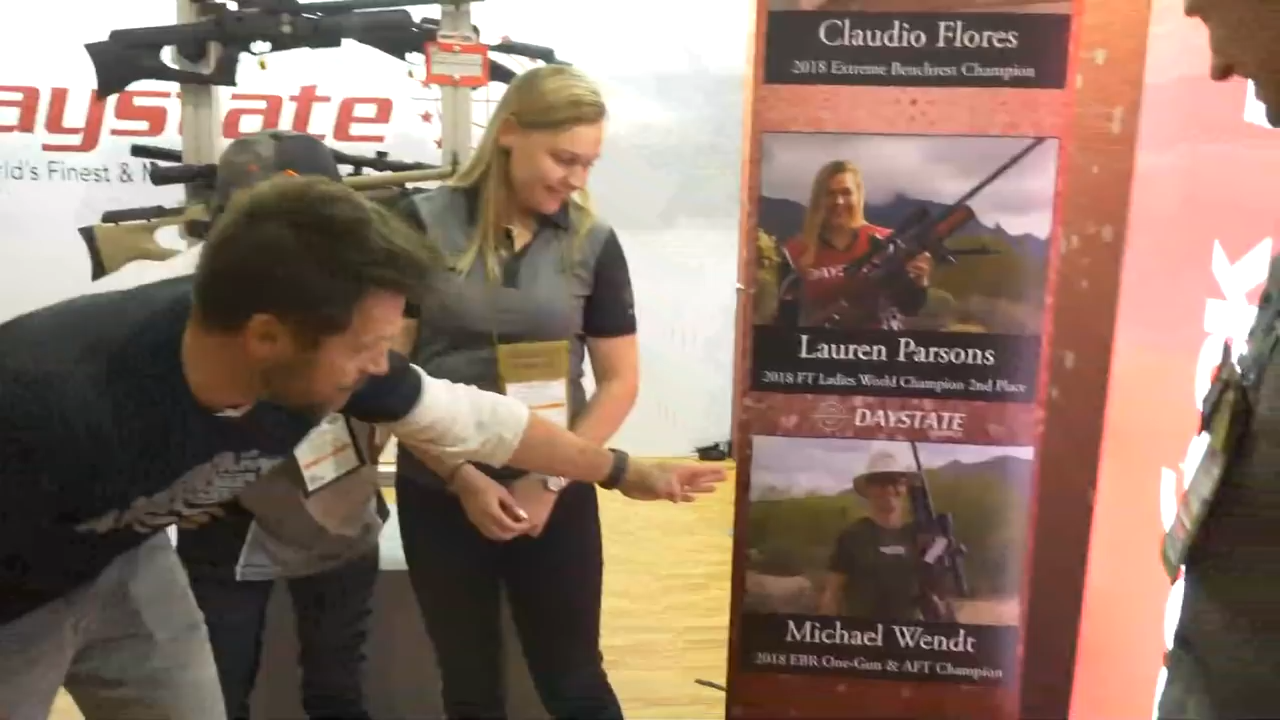 aystate
rld's Finest & M
Claudio Flores
2018 Extreme Benchrest Champion
Lauren Parsons
2018 FT Ladies World Champion 2nd Place
DAYSTATE
Michael Wendt
2018 EBR One-Gun & AFT Champion